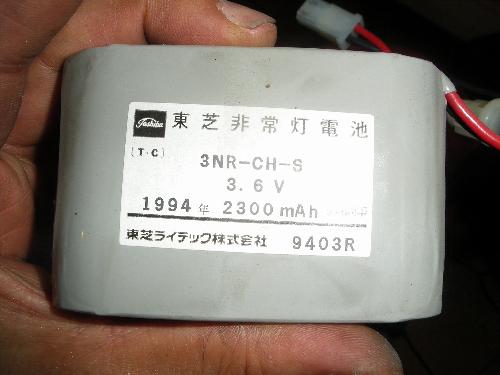 Toshiba 東芝非常灯電池
(T・C) 3NR-CH-S
3.6V
1994年 2300mAh
東芝ライテック株式会社 9403R